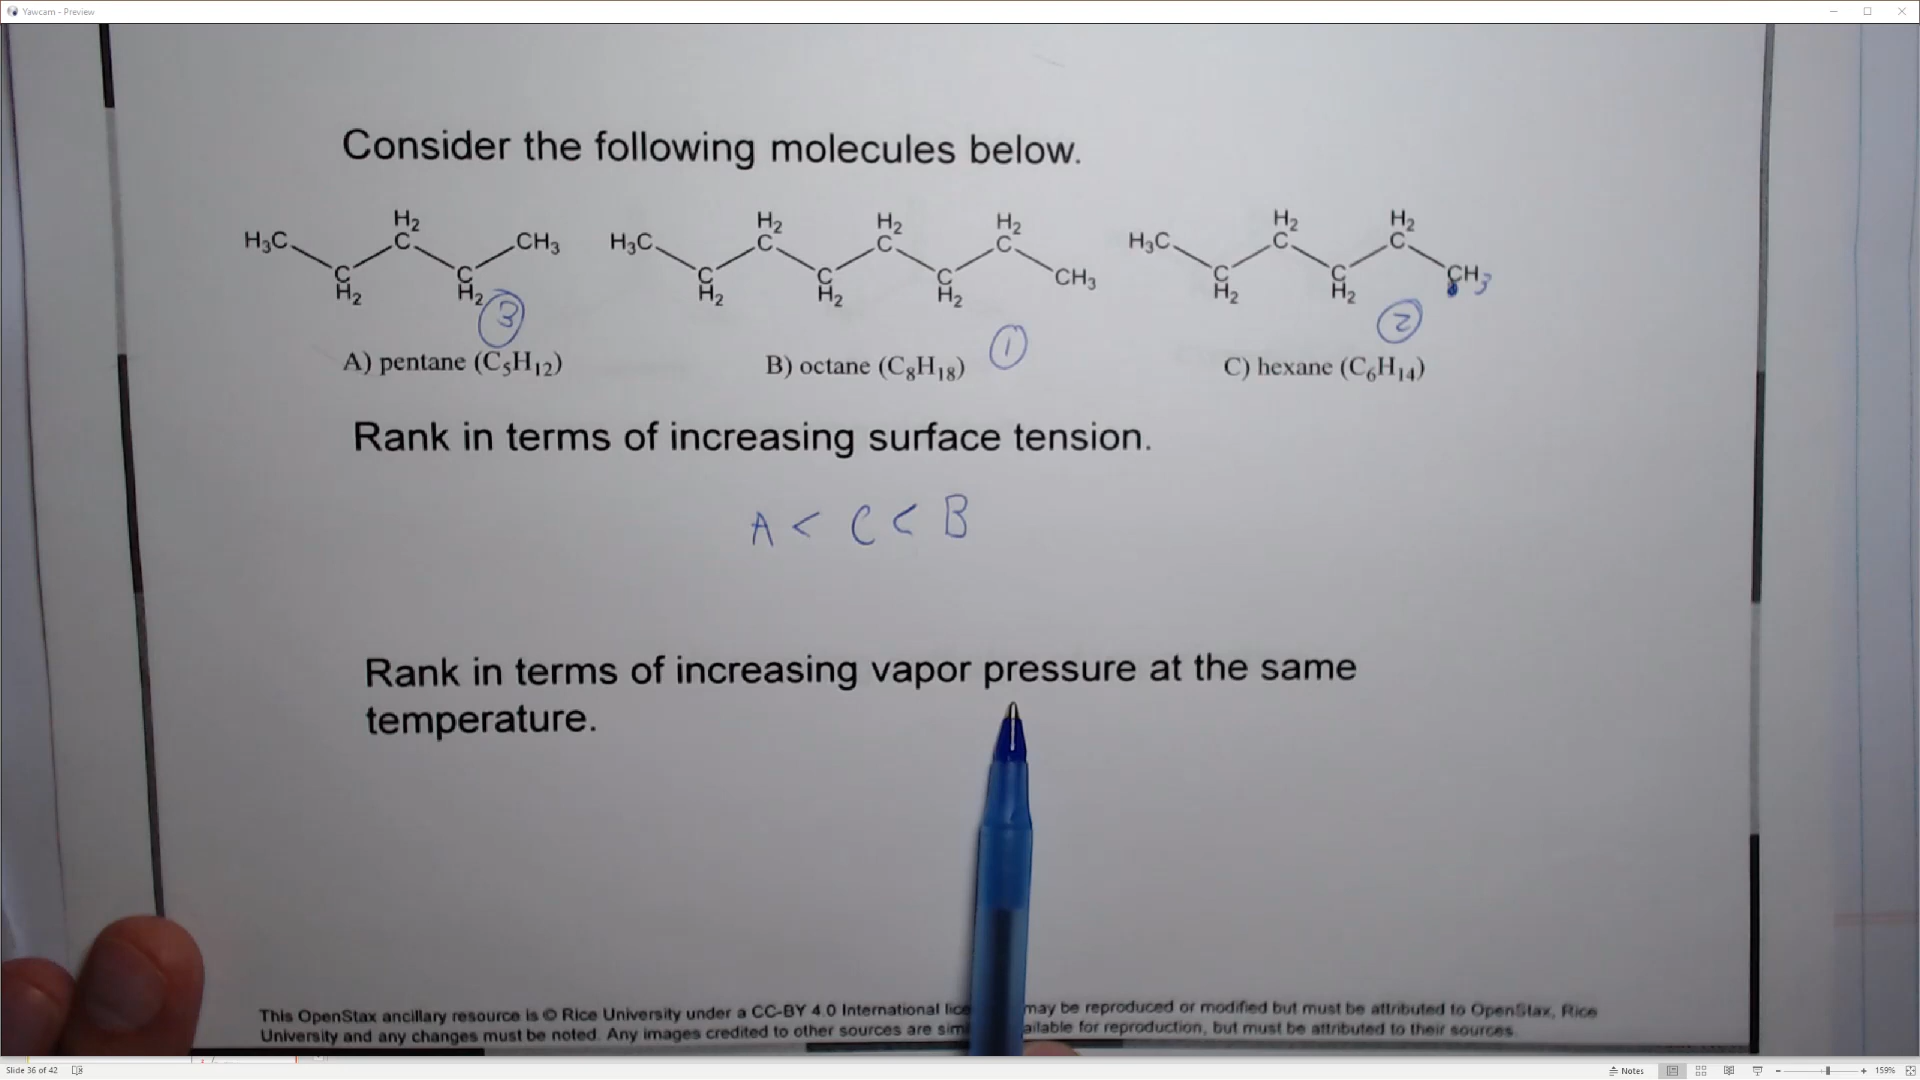 Yawcam - Preview
Consider the following molecules below.
H₂ H₂ H₂ H₂ H₂ H₂
H₃C C CH₃ H₃C C C C H₃C C C
C C C C C CH₃ C C CH₃
H₂ H₂ H₂ H₂ H₂ H₂ H₂
3 1 2
A) pentane (C₅H₁₂) B) octane (C₈H₁₈) C) hexane (C₆H₁₄)
Rank in terms of increasing surface tension.
A < C < B
Rank in terms of increasing vapor pressure at the same
temperature.
This OpenStax ancillary resource is © Rice University under a CC-BY 4.0 International may be reproduced or modified but must be attributed to OpenStax, Rice
University and any changes must be noted. Any images credited to other sources are for reproduction, but must be attributed to their sources.
Slide 36 of 42 Notes 159%